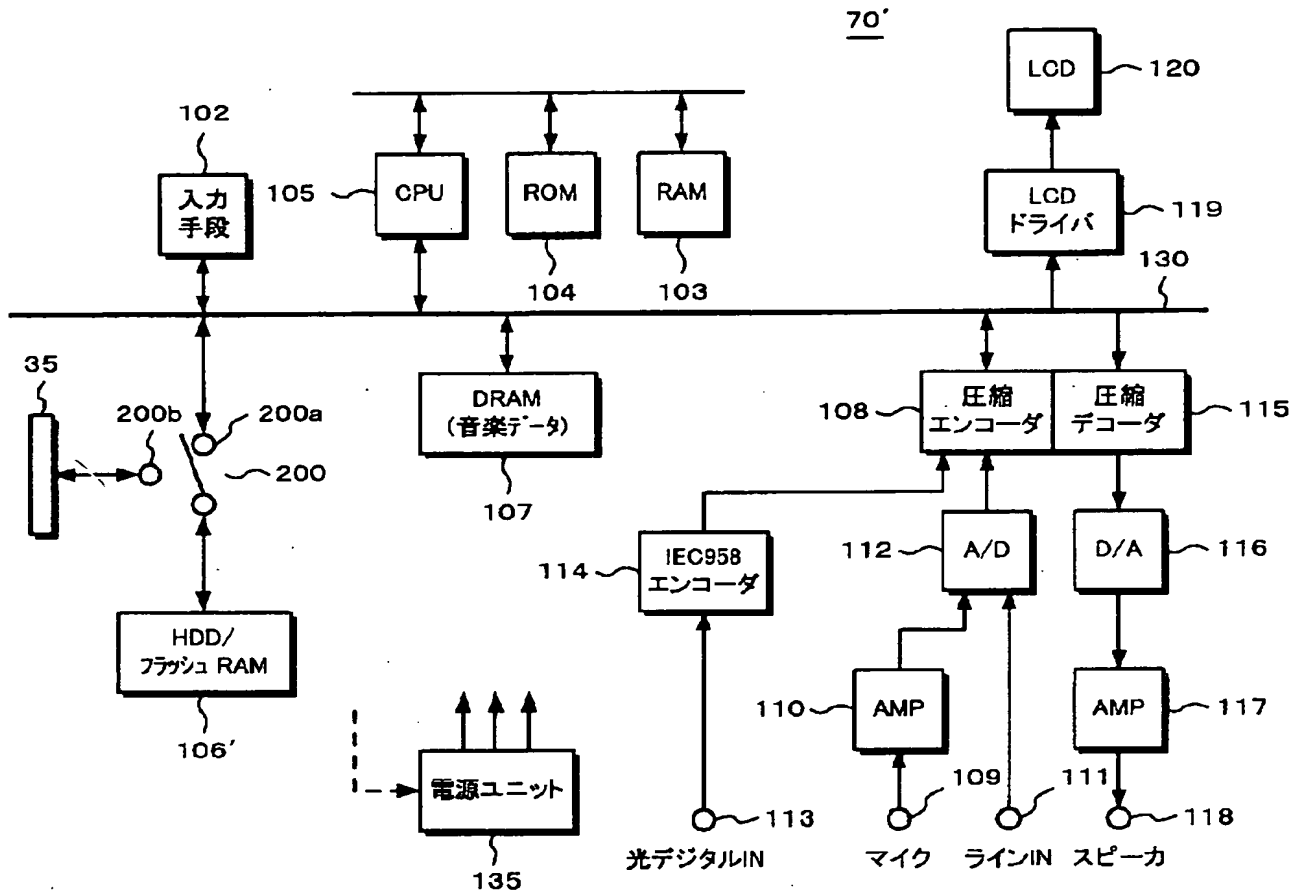 70′
LCD
120
102
入力
手段
105
CPU
ROM
RAM
LCD
ドライバ
119
104
103
130
35
200b
200a
200
DRAM
(音楽データ)
107
108
圧縮
エンコーダ
圧縮
デコーダ
115
114
IEC958
エンコーダ
112
A/D
D/A
116
HDD/
フラッシュ RAM
106′
110
AMP
AMP
117
電源ユニット
135
113
109
111
118
光デジタルIN
マイク
ラインIN
スピーカ